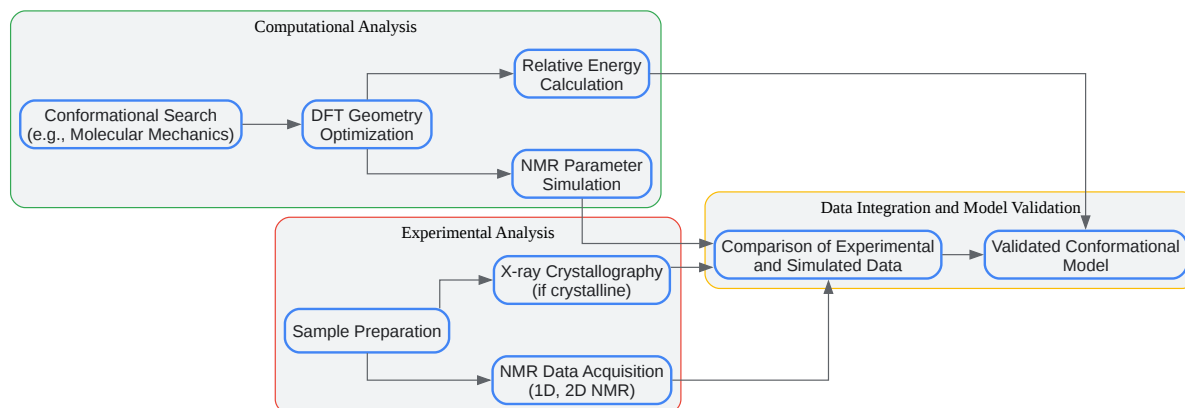 Computational Analysis
Relative Energy
Calculation
Conformational Search
(e.g., Molecular Mechanics)
DFT Geometry
Optimization
NMR Parameter
Simulation
Data Integration and Model Validation
Experimental Analysis
Comparison of Experimental
and Simulated Data
Validated Conformational
Model
X-ray Crystallography
(if crystalline)
Sample Preparation
NMR Data Acquisition
(1D, 2D NMR)